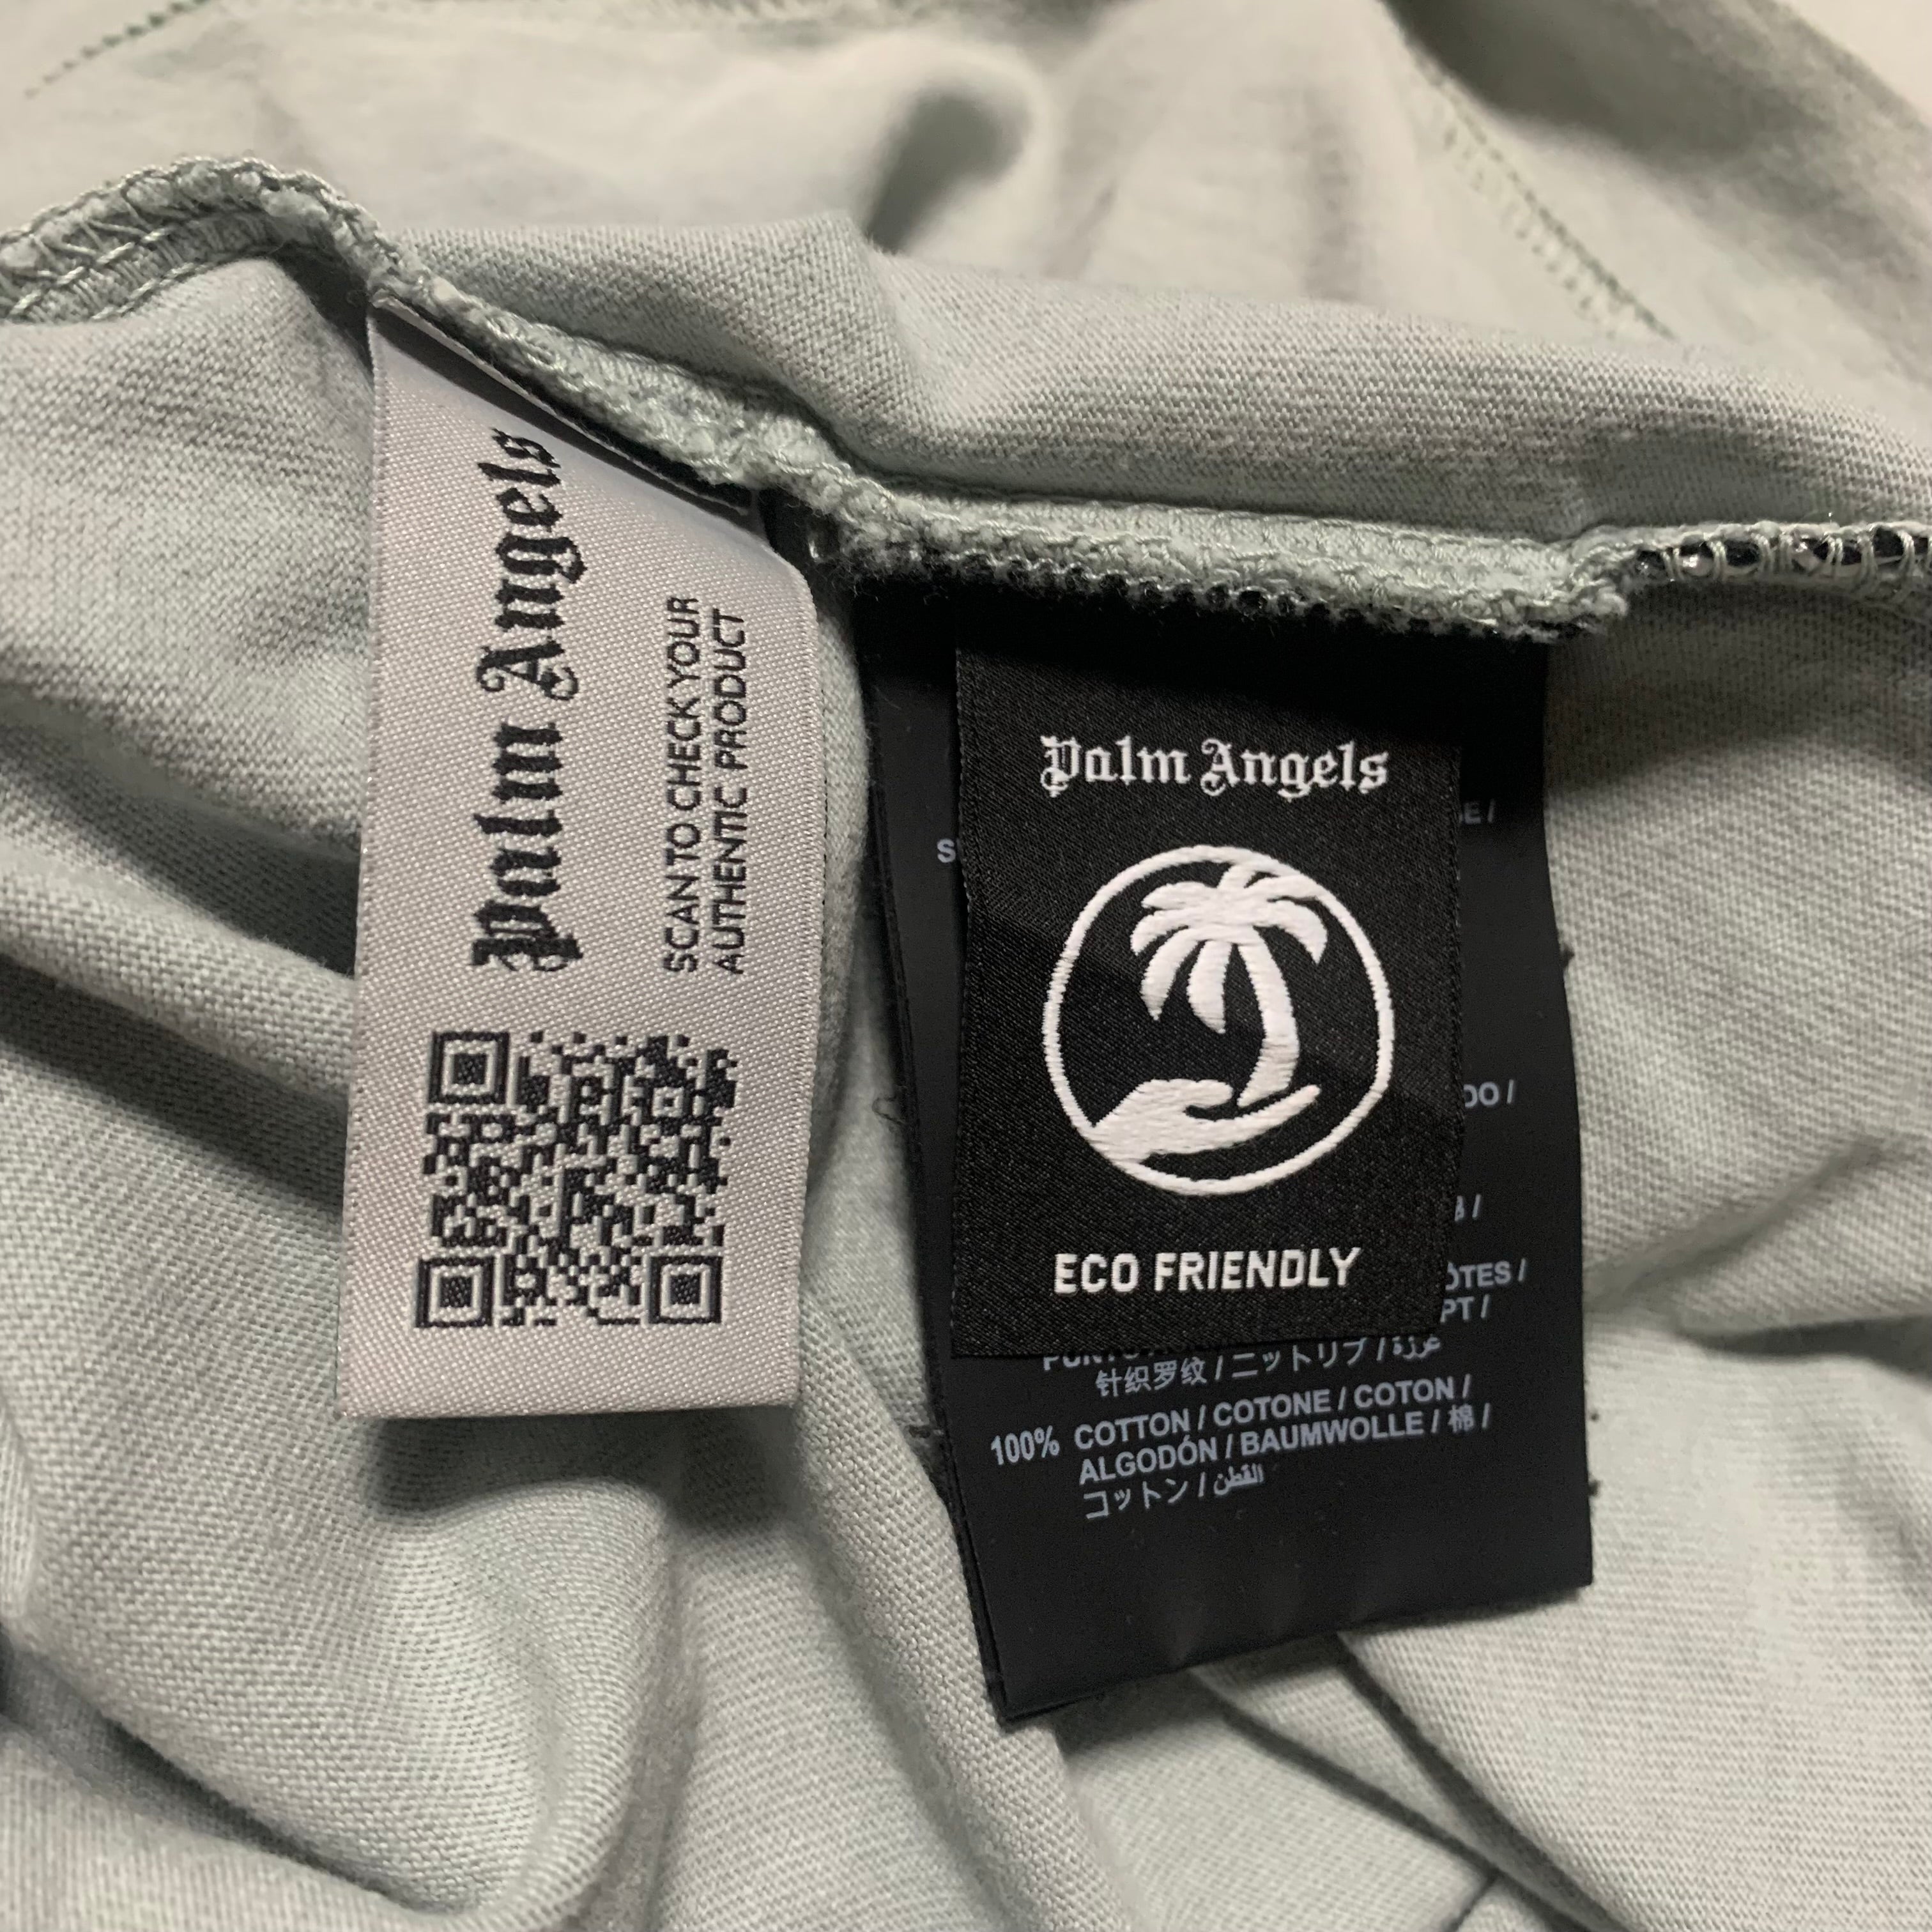 Palm Angels
SCAN TO CHECK YOUR
AUTHENTIC PRODUCT
Palm Angels
ECO FRIENDLY
针织罗纹 / ニットリブ /
100% COTTON / COTONE / COTON /
ALGODÓN / BAUMWOLLE / 棉 /
コットン / القطن